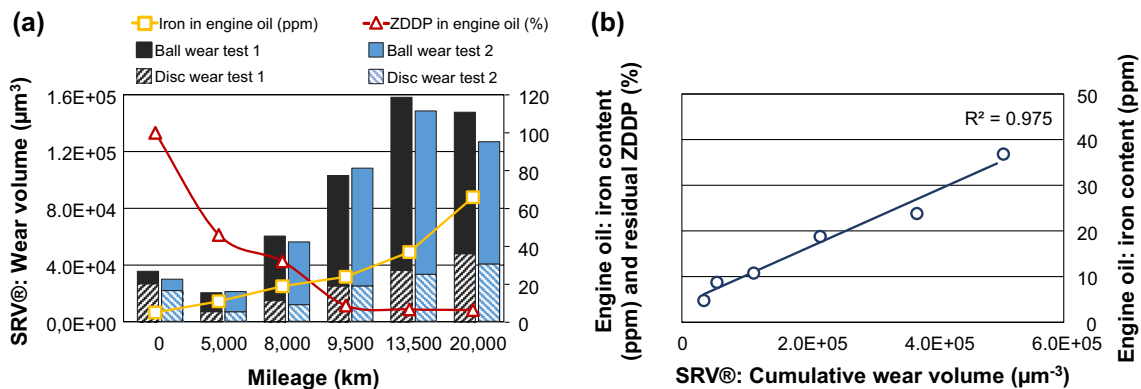 (a)
Iron in engine oil (ppm)
ZDDP in engine oil (%)
Ball wear test 1
Ball wear test 2
Disc wear test 1
Disc wear test 2
SRV®: Wear volume (µm³)
1.6E+05
1.2E+05
8.0E+04
4.0E+04
0,0E+00
120
100
80
60
40
20
0
0
5,000
8,000
9,500
13,500
20,000
Mileage (km)
Engine oil: iron content
(ppm) and residual ZDDP (%)
(b)
R² = 0.975
50
40
30
20
10
0
0
2.0E+05
4.0E+05
6.0E+05
SRV®: Cumulative wear volume (µm⁻³)
Engine oil: iron content (ppm)